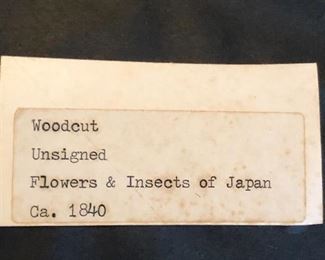 Woodcut
Unsigned
Flowers & Insects of Japan
Ca. 1840